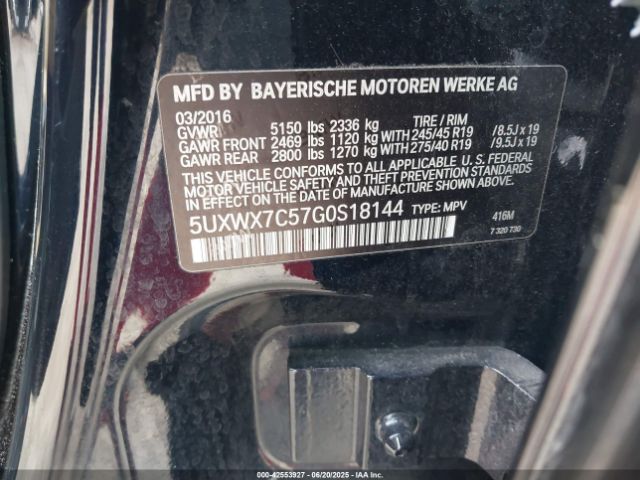 MFD BY BAYERISCHE MOTOREN WERKE AG
03/2016 TIRE / RIM
GVWR 5150 lbs 2336 kg
GAWR FRONT 2469 lbs 1120 kg WITH 245/45 R19 /8.5J x 19
GAWR REAR 2800 lbs 1270 kg WITH 275/40 R19 /9.5J x 19
THIS VEHICLE CONFORMS TO ALL APPLICABLE U. S. FEDERAL
MOTOR VEHICLE SAFETY AND THEFT PREVENTION STANDARDS
IN EFFECT ON THE DATE OF MANUFACTURE SHOWN ABOVE.
5UXWX7C57G0S18144 TYPE: MPV 416M
7 320 730
000-42553927 - 06/20/2025 - IAAI.com